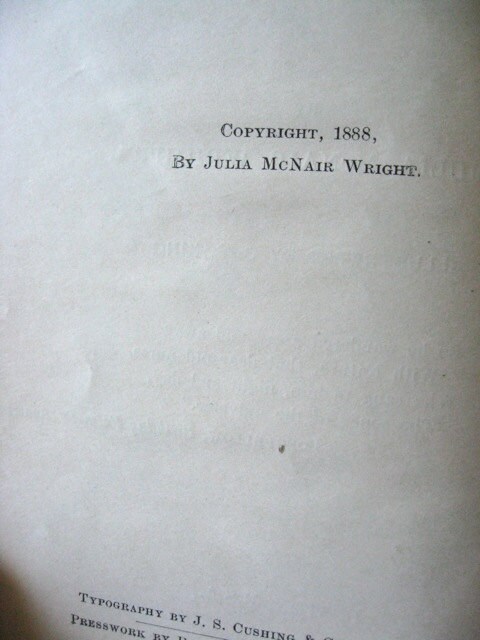 COPYRIGHT, 1888,
BY JULIA MCNAIR WRIGHT.
TYPOGRAPHY BY J. S. CUSHING &
PRESSWORK BY